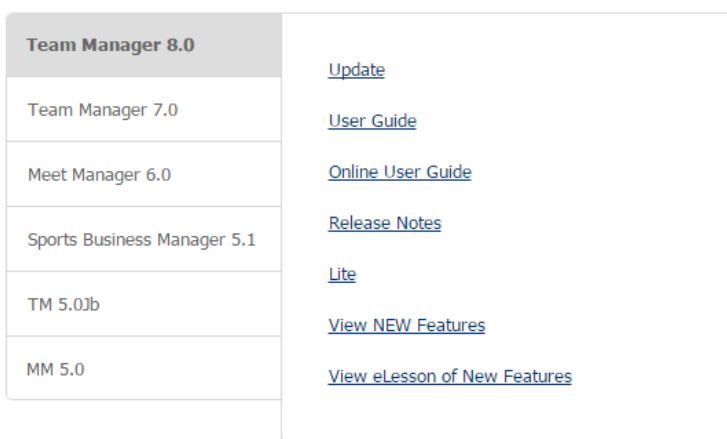 Team Manager 8.0
Team Manager 7.0
Meet Manager 6.0
Sports Business Manager 5.1
TM 5.0Jb
MM 5.0
Update
User Guide
Online User Guide
Release Notes
Lite
View NEW Features
View eLesson of New Features